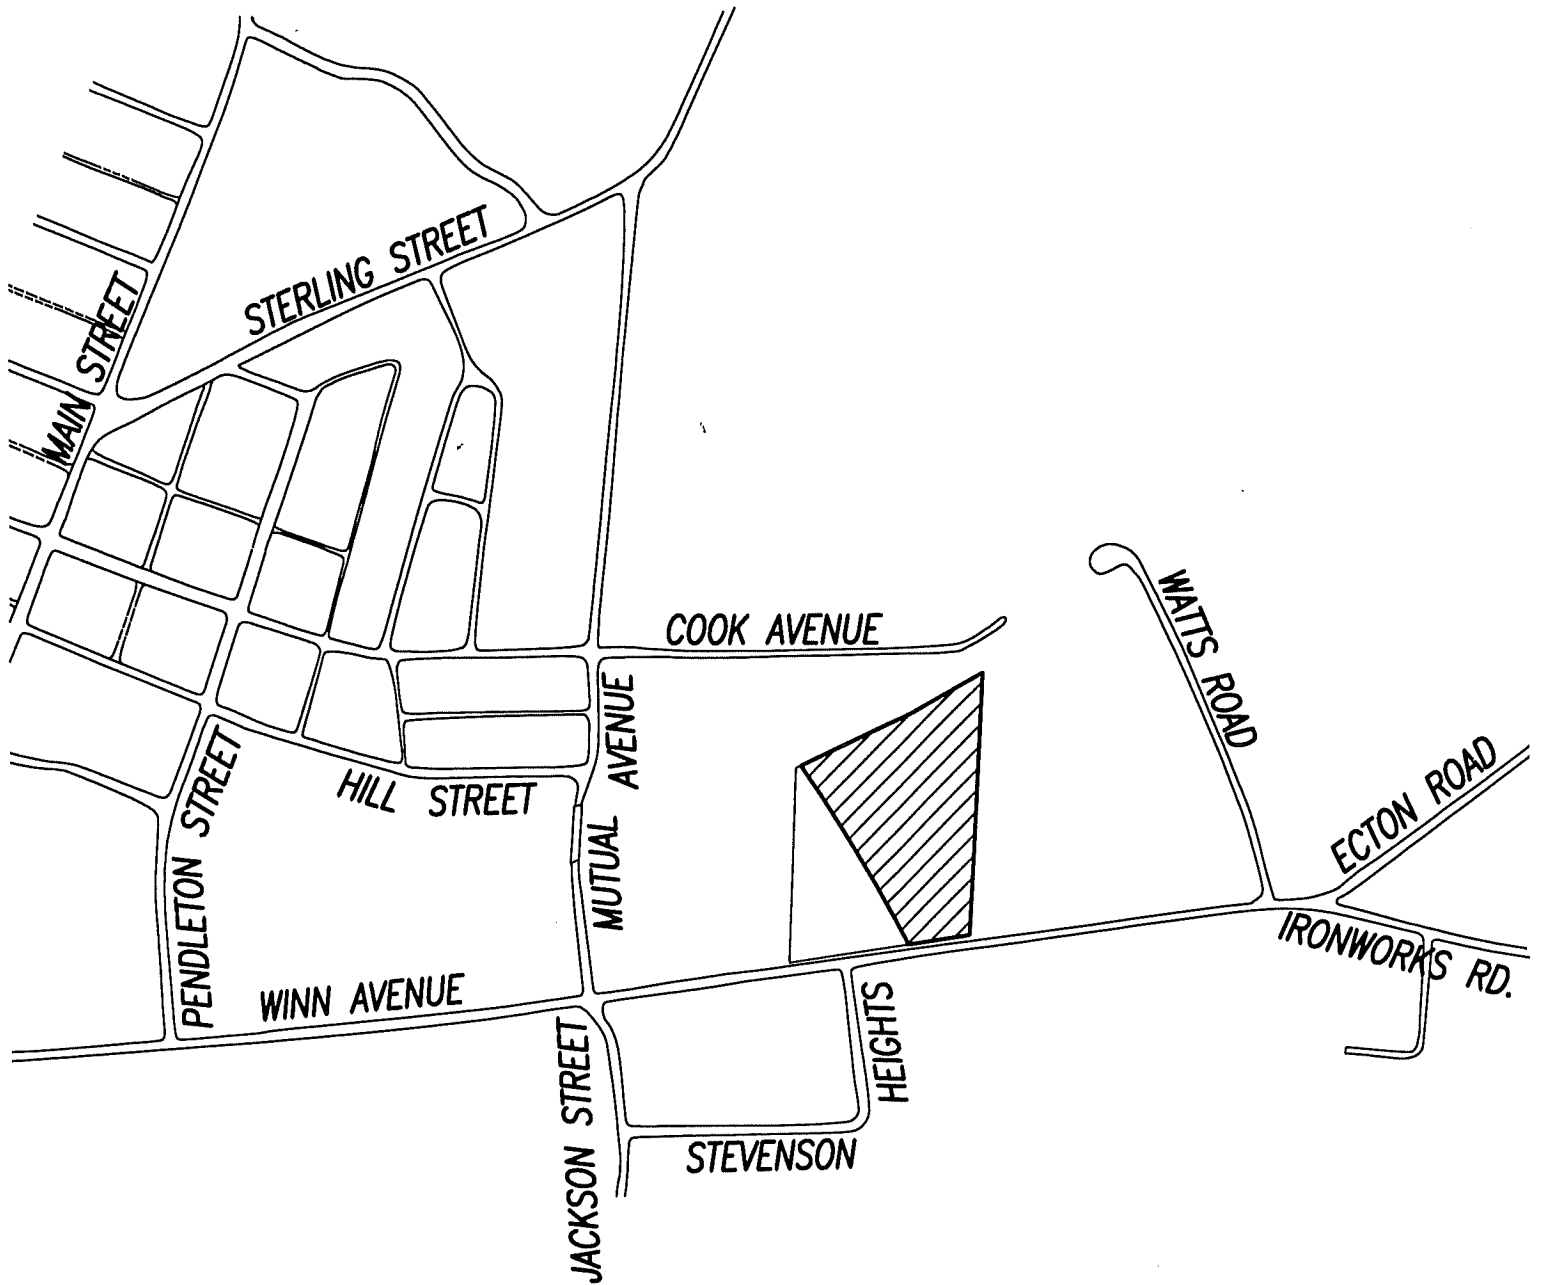 STERLING STREET
MAIN STREET
COOK AVENUE
WATTS ROAD
MUTUAL AVENUE
HILL STREET
PENDLETON STREET
ECTON ROAD
IRONWORKS RD.
WINN AVENUE
HEIGHTS
JACKSON STREET
STEVENSON